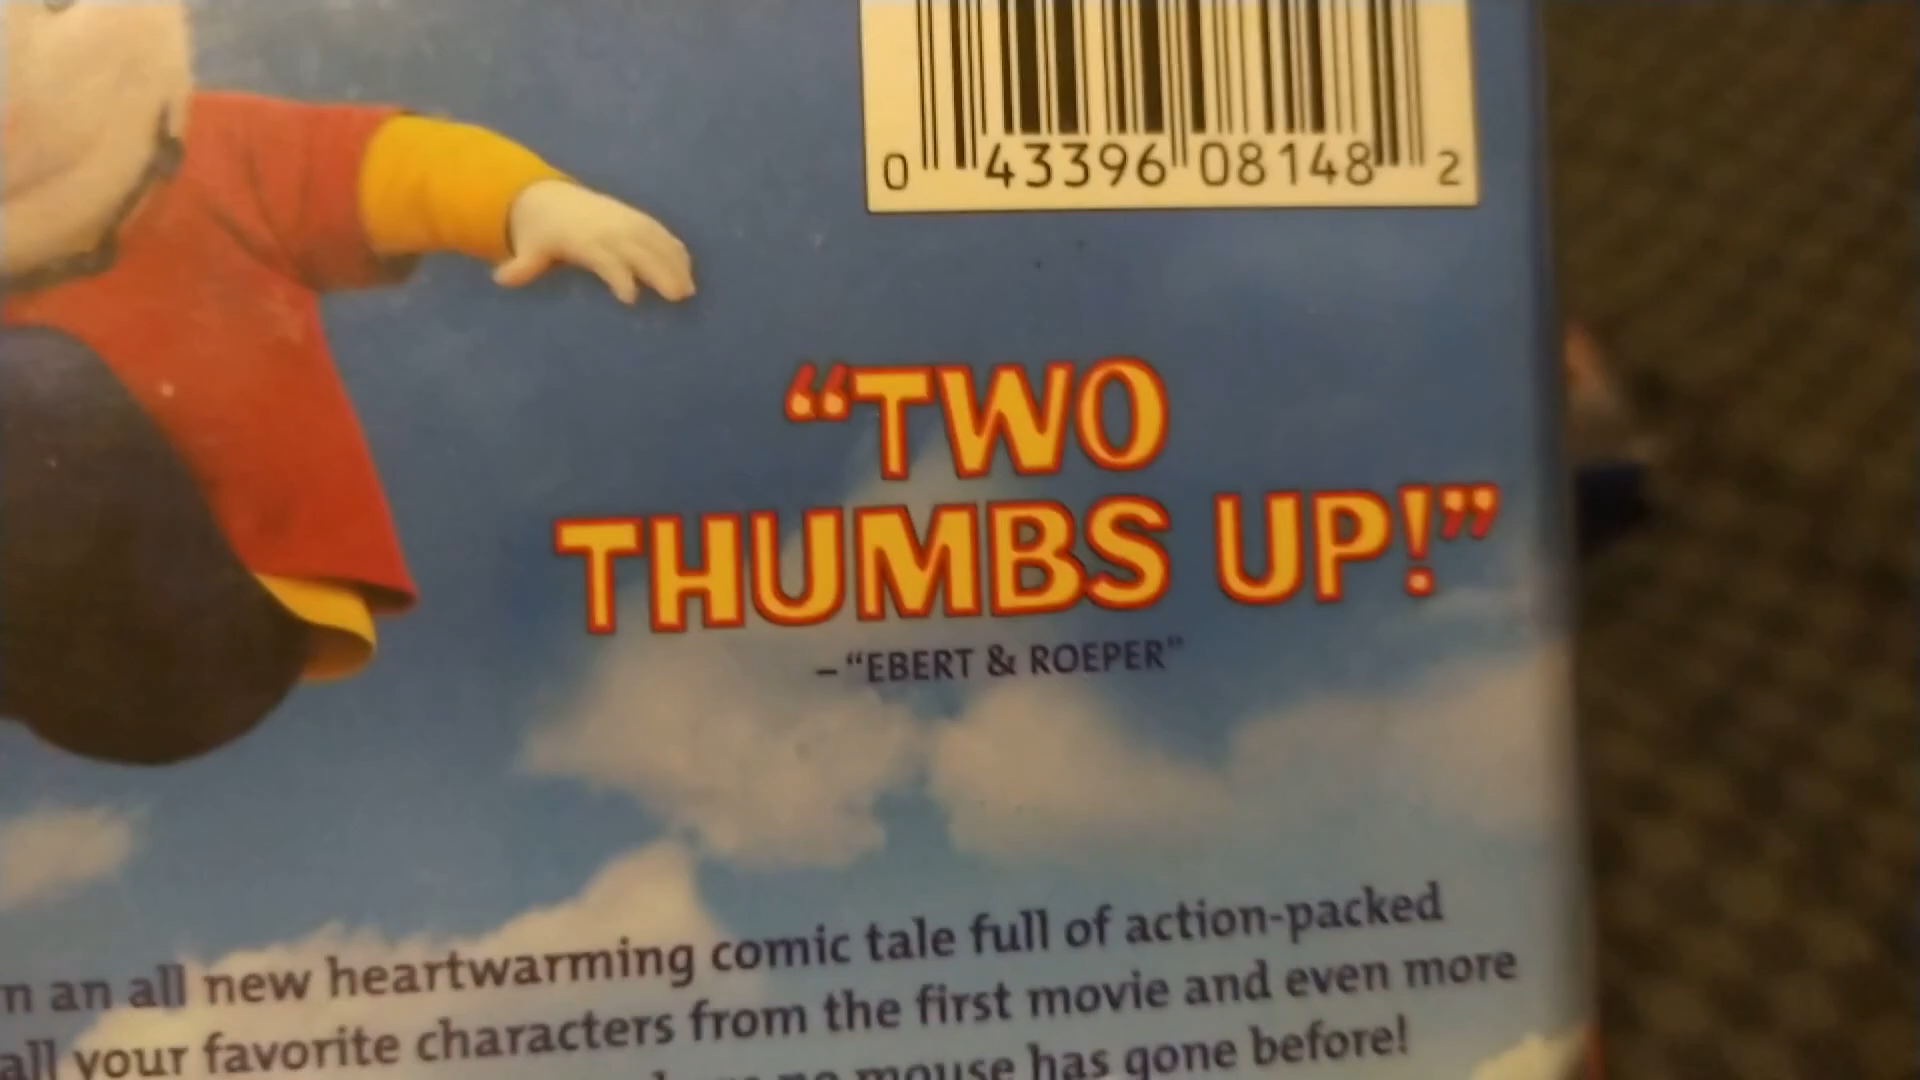 0 43396 08148 2
“TWO
THUMBS UP!”
– “EBERT & ROEPER”
an all new heartwarming comic tale full of action-packed
all your favorite characters from the first movie and even more
no mouse has gone before!